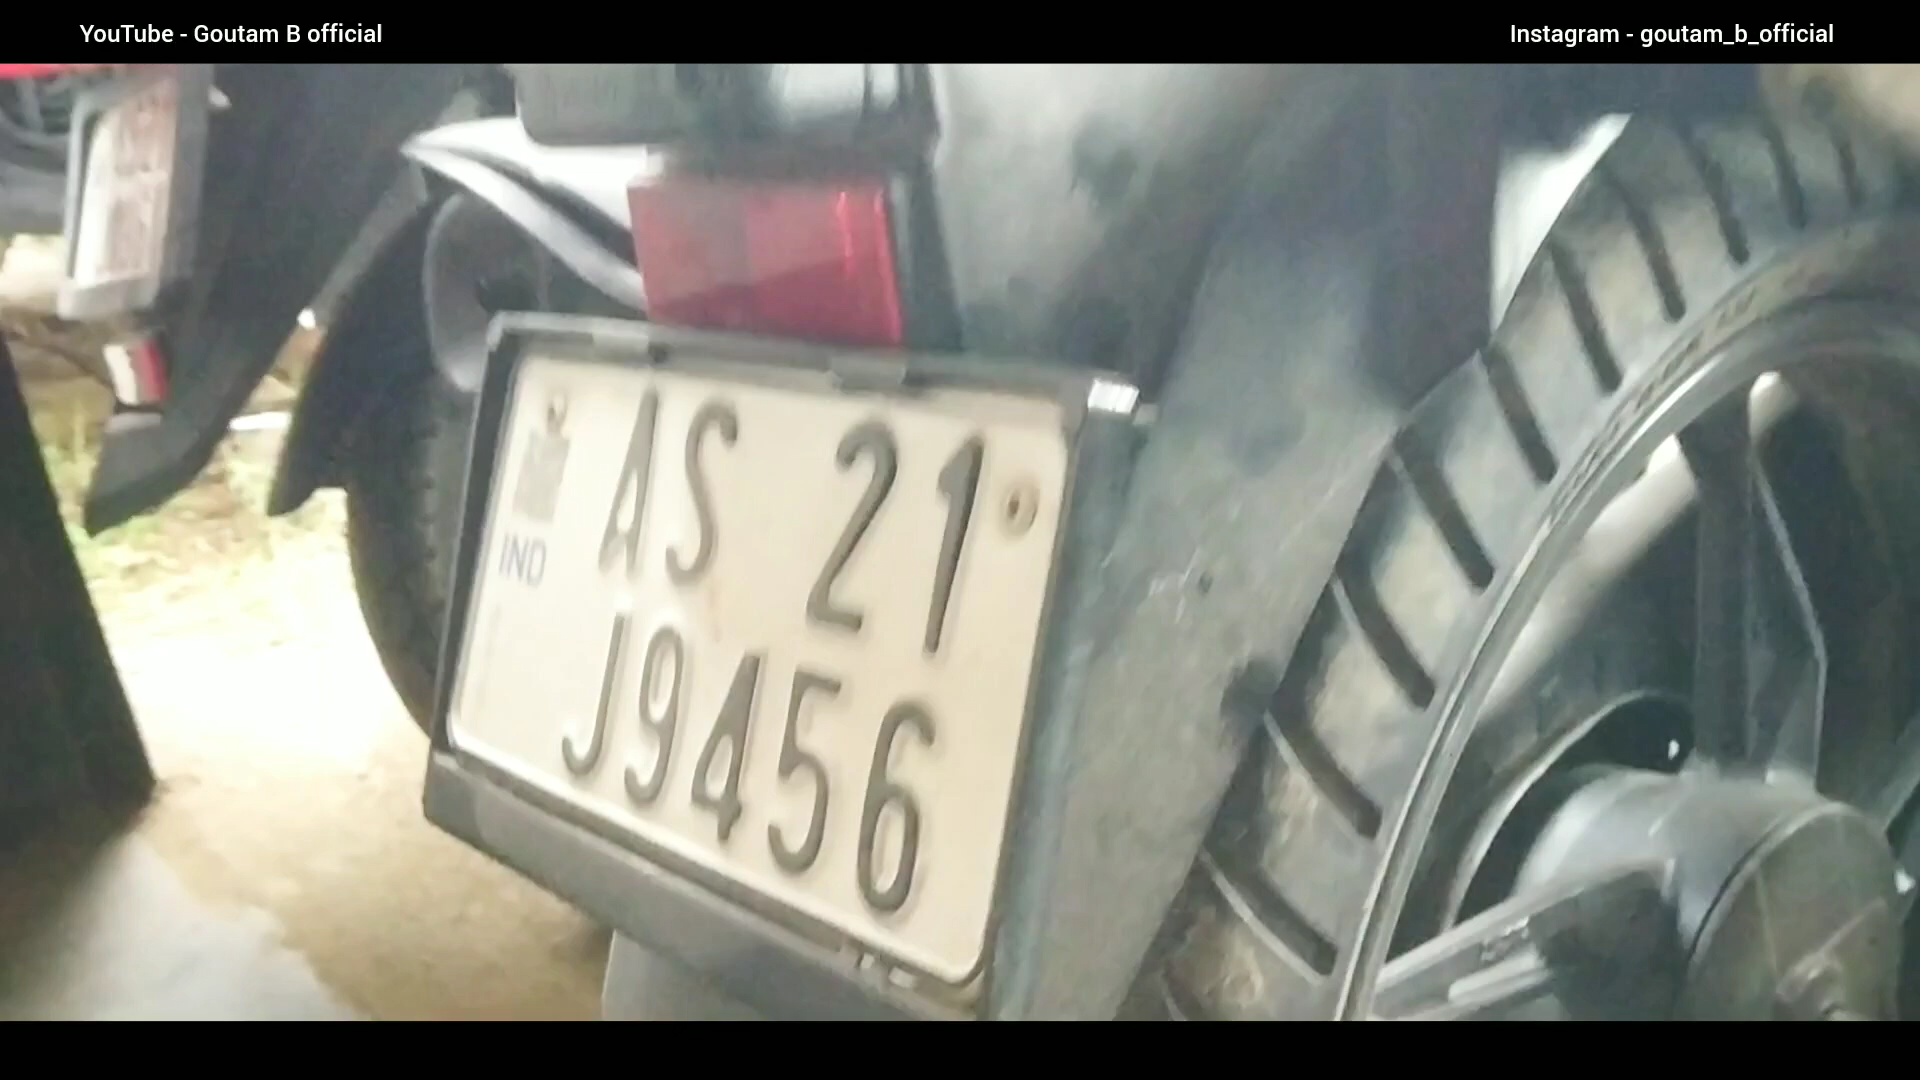 YouTube - Goutam B official
Instagram - goutam_b_official
AS 21
IND
J9456